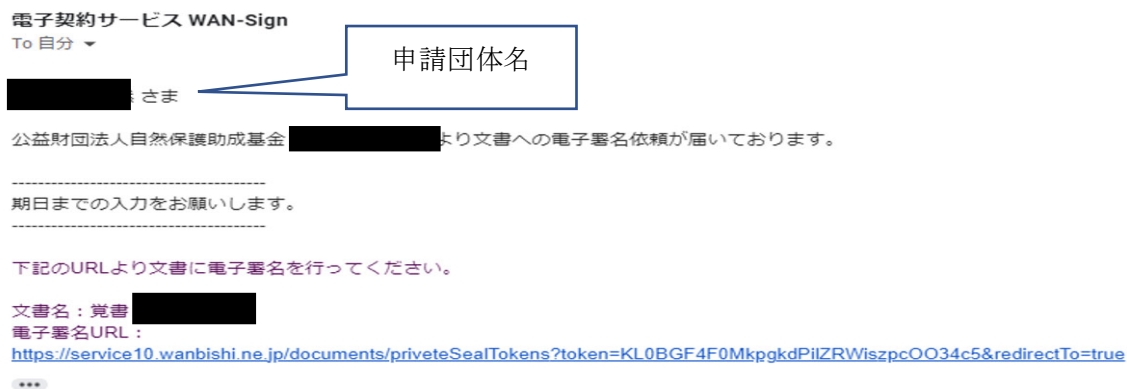 電子契約サービス WAN-Sign
To 自分
申請団体名
さま
公益財団法人自然保護助成基金 より文書への電子署名依頼が届いております。
---------------------------------------
期日までの入力をお願いします。
---------------------------------------
下記のURLより文書に電子署名を行ってください。
文書名：覚書
電子署名URL：
https://service10.wanbishi.ne.jp/documents/priveteSealTokens?token=KL0BGF4F0MkpgkdPilZRWiszpcOO34c5&redirectTo=true